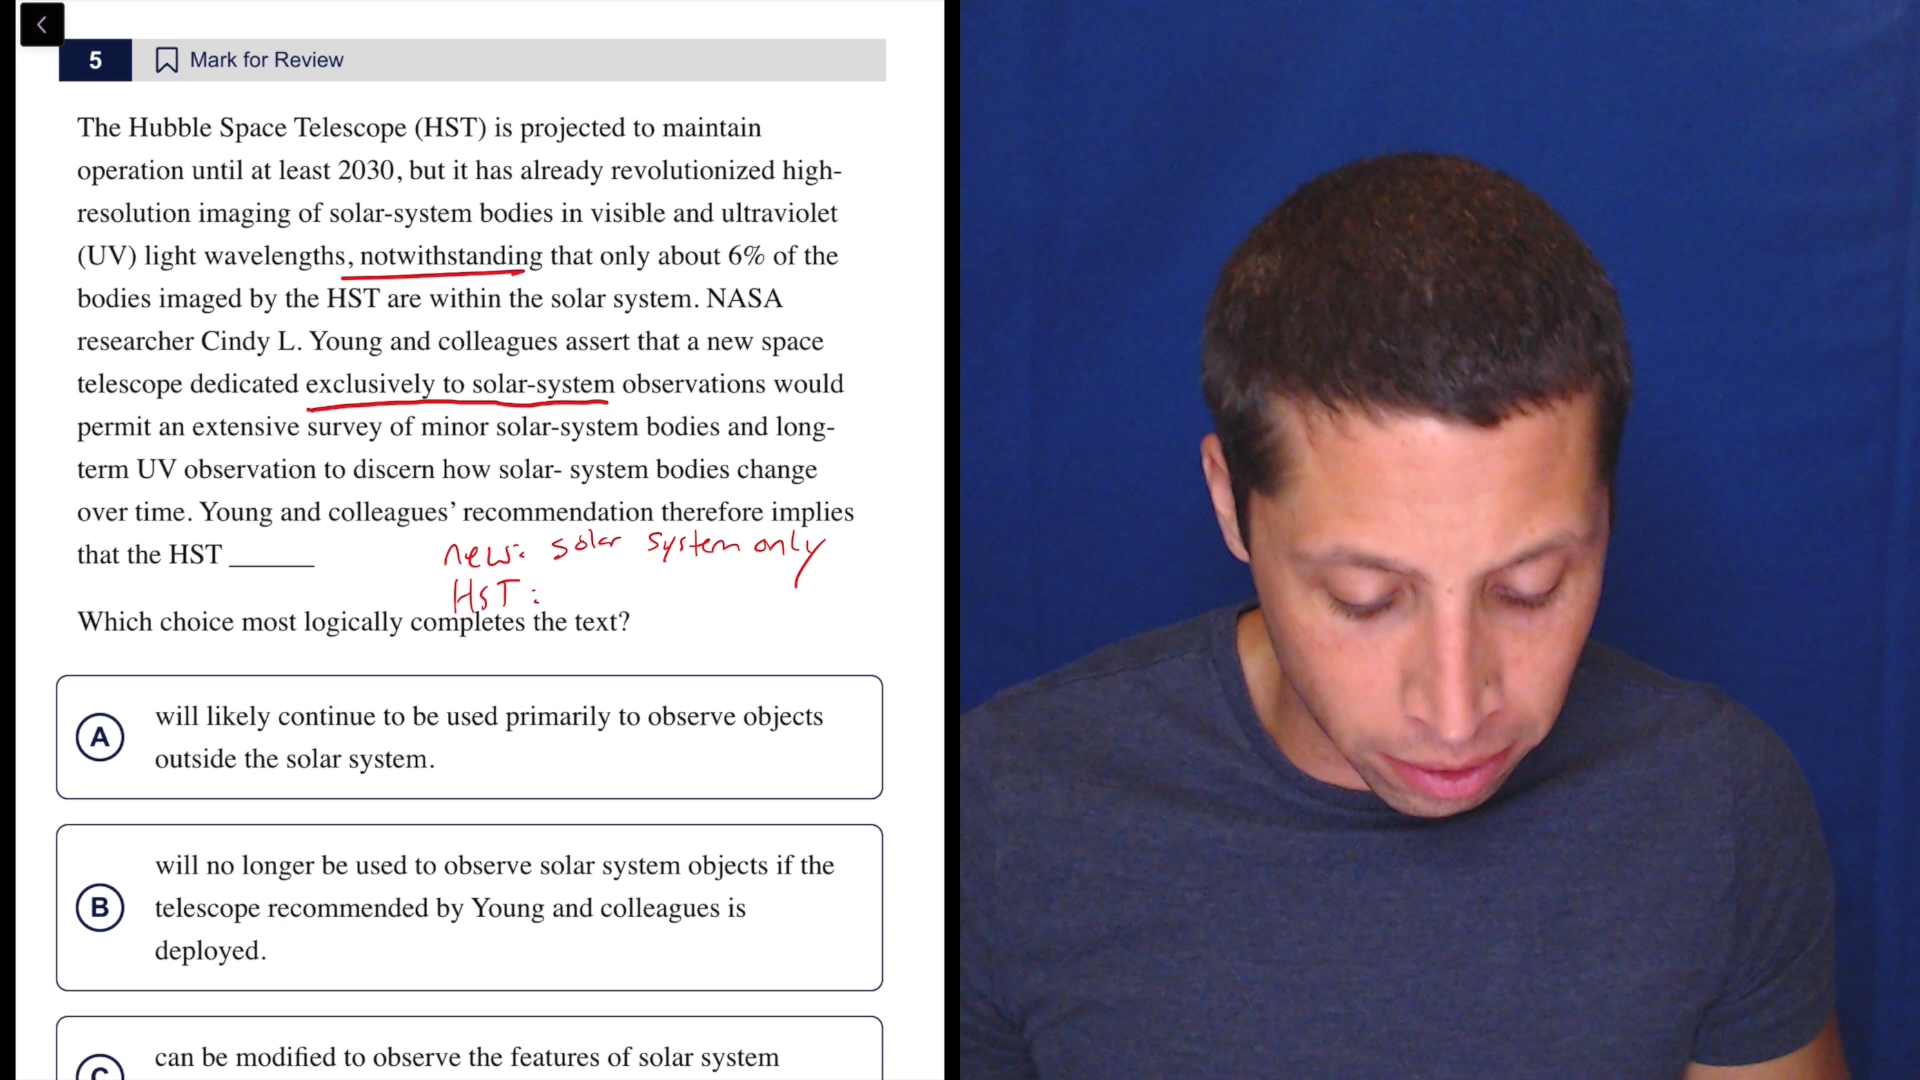 5 Mark for Review
The Hubble Space Telescope (HST) is projected to maintain
operation until at least 2030, but it has already revolutionized high-
resolution imaging of solar-system bodies in visible and ultraviolet
(UV) light wavelengths, notwithstanding that only about 6% of the
bodies imaged by the HST are within the solar system. NASA
researcher Cindy L. Young and colleagues assert that a new space
telescope dedicated exclusively to solar-system observations would
permit an extensive survey of minor solar-system bodies and long-
term UV observation to discern how solar- system bodies change
over time. Young and colleagues’ recommendation therefore implies
that the HST ______
new: solar system only
HST:
Which choice most logically completes the text?
A
will likely continue to be used primarily to observe objects
outside the solar system.
B
will no longer be used to observe solar system objects if the
telescope recommended by Young and colleagues is
deployed.
C
can be modified to observe the features of solar system